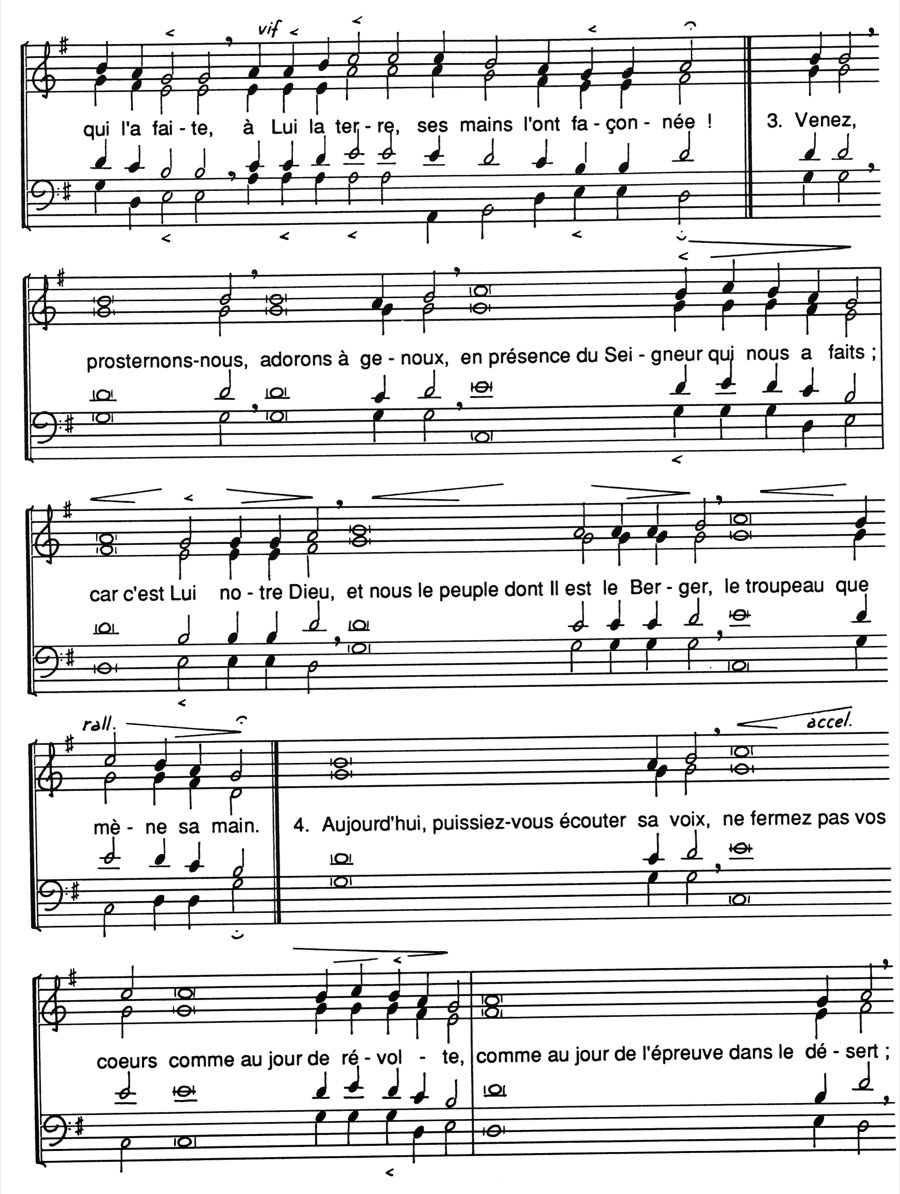 vif
qui l'a fai-te, à Lui la ter-re, ses mains l'ont fa-çon-née ! 3. Venez,
prosternons-nous, adorons à ge-noux, en présence du Sei-gneur qui nous a faits ;
car c'est Lui no-tre Dieu, et nous le peuple dont Il est le Ber-ger, le troupeau que
rall.
accel.
mè-ne sa main. 4. Aujourd'hui, puissiez-vous écouter sa voix, ne fermez pas vos
coeurs comme au jour de ré-vol-te, comme au jour de l'épreuve dans le dé-sert ;